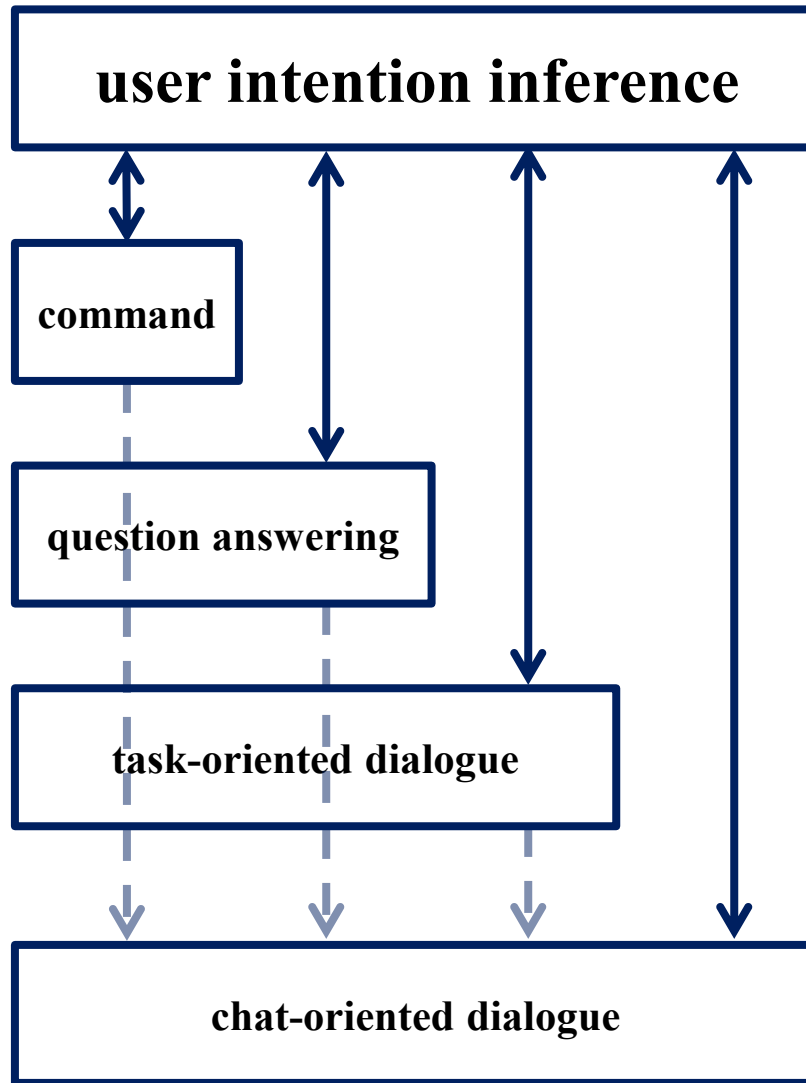 user intention inference
command
question answering
task-oriented dialogue
chat-oriented dialogue